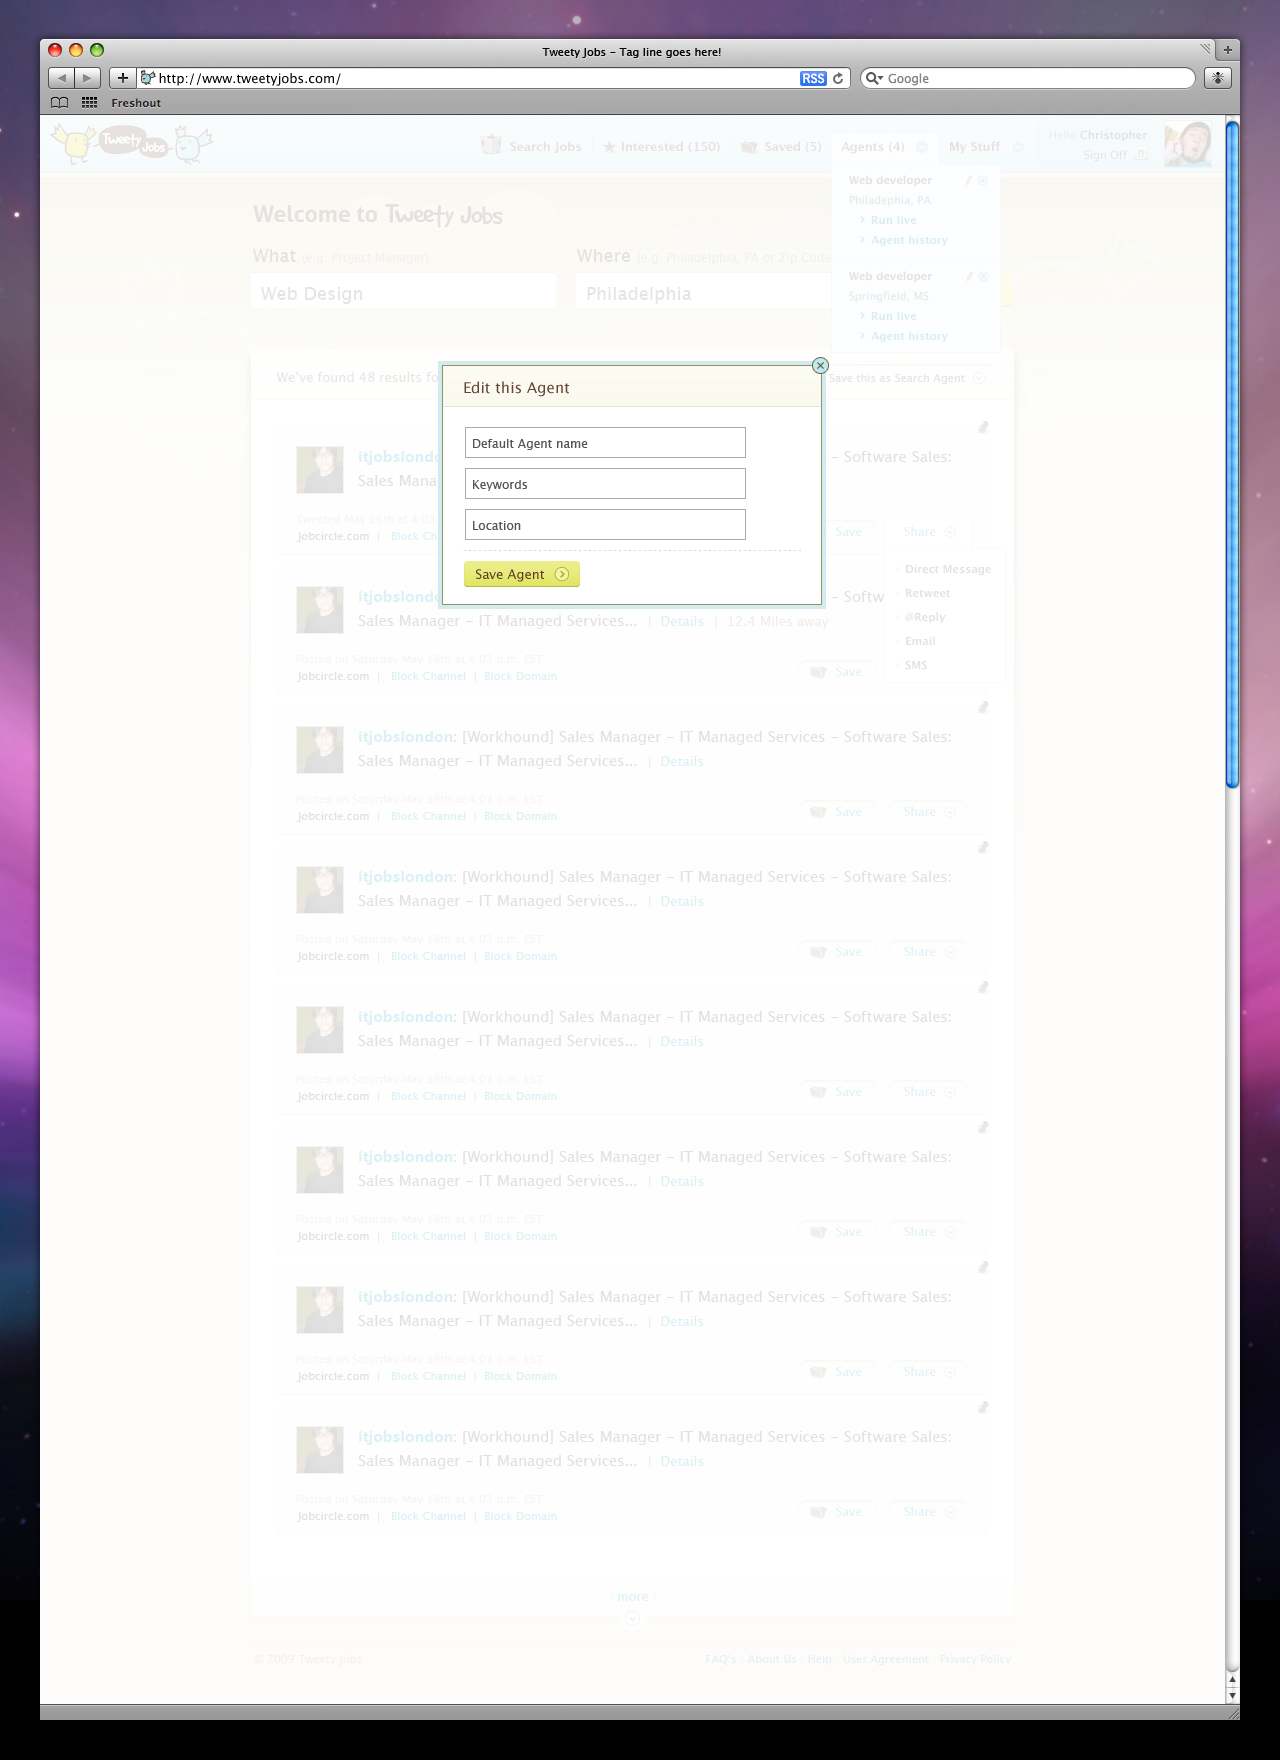 Tweety Jobs – Tag line goes here!
http://www.tweetyjobs.com/
RSS
Google
Freshout
Tweety Jobs
Search Jobs
Interested (150)
Saved (5)
Agents (4)
My Stuff
Hello Christopher
Sign Off
Web developer
Philadephia, PA
Run live
Agent history
Web developer
Springfield, MS
Run live
Agent history
Welcome to Tweety Jobs
What (e.g. Project Manager)
Where (e.g. Philadelphia, PA or Zip Code
Web Design
Philadelphia
We've found 48 results fo
Save this as Search Agent
Edit this Agent
Default Agent name
Keywords
Location
Save Agent
itjobslondo – Software Sales:
Sales Mana
Tweeted May 16th at 4:03
Jobcircle.com | Block Cha
Save
Share
Direct Message
Retweet
@Reply
Email
SMS
itjobslond – Softw
Sales Manager – IT Managed Services... | Details | 12.4 Miles away
Posted on Saturday May 16th at 4:03 p.m. EST
Jobcircle.com | Block Channel | Block Domain
Save
itjobslondon: [Workhound] Sales Manager – IT Managed Services – Software Sales:
Sales Manager – IT Managed Services... | Details
Posted on Saturday May 16th at 4:03 p.m. EST
Jobcircle.com | Block Channel | Block Domain
Save
Share
itjobslondon: [Workhound] Sales Manager – IT Managed Services – Software Sales:
Sales Manager – IT Managed Services... | Details
Posted on Saturday May 16th at 4:03 p.m. EST
Jobcircle.com | Block Channel | Block Domain
Save
Share
itjobslondon: [Workhound] Sales Manager – IT Managed Services – Software Sales:
Sales Manager – IT Managed Services... | Details
Posted on Saturday May 16th at 4:03 p.m. EST
Jobcircle.com | Block Channel | Block Domain
Save
Share
itjobslondon: [Workhound] Sales Manager – IT Managed Services – Software Sales:
Sales Manager – IT Managed Services... | Details
Posted on Saturday May 16th at 4:03 p.m. EST
Jobcircle.com | Block Channel | Block Domain
Save
Share
itjobslondon: [Workhound] Sales Manager – IT Managed Services – Software Sales:
Sales Manager – IT Managed Services... | Details
Posted on Saturday May 16th at 4:03 p.m. EST
Jobcircle.com | Block Channel | Block Domain
Save
Share
itjobslondon: [Workhound] Sales Manager – IT Managed Services – Software Sales:
Sales Manager – IT Managed Services... | Details
Posted on Saturday May 16th at 4:03 p.m. EST
Jobcircle.com | Block Channel | Block Domain
Save
Share
more
© 2009 Tweety Jobs.
FAQ's
About Us
Help
User Agreement
Privacy Policy